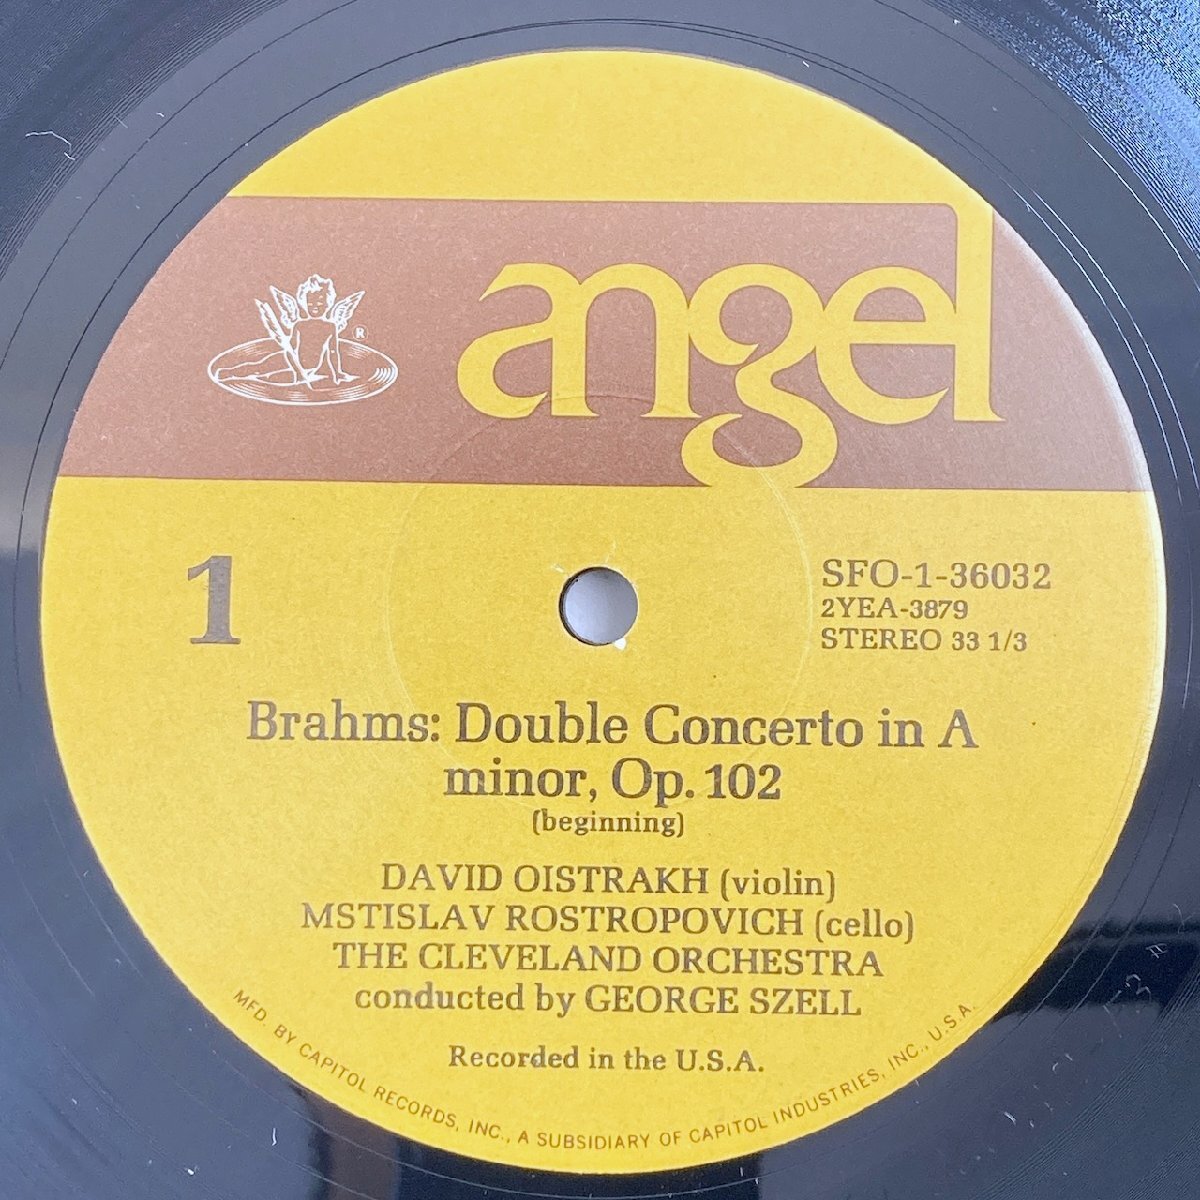 angel
®
1
SFO-1-36032
2YEA-3879
STEREO 33 1/3
Brahms: Double Concerto in A
minor, Op. 102
(beginning)
DAVID OISTRAKH (violin)
MSTISLAV ROSTROPOVICH (cello)
THE CLEVELAND ORCHESTRA
conducted by GEORGE SZELL
Recorded in the U.S.A.
MFD. BY CAPITOL RECORDS, INC., A SUBSIDIARY OF CAPITOL INDUSTRIES, INC., U.S.A.